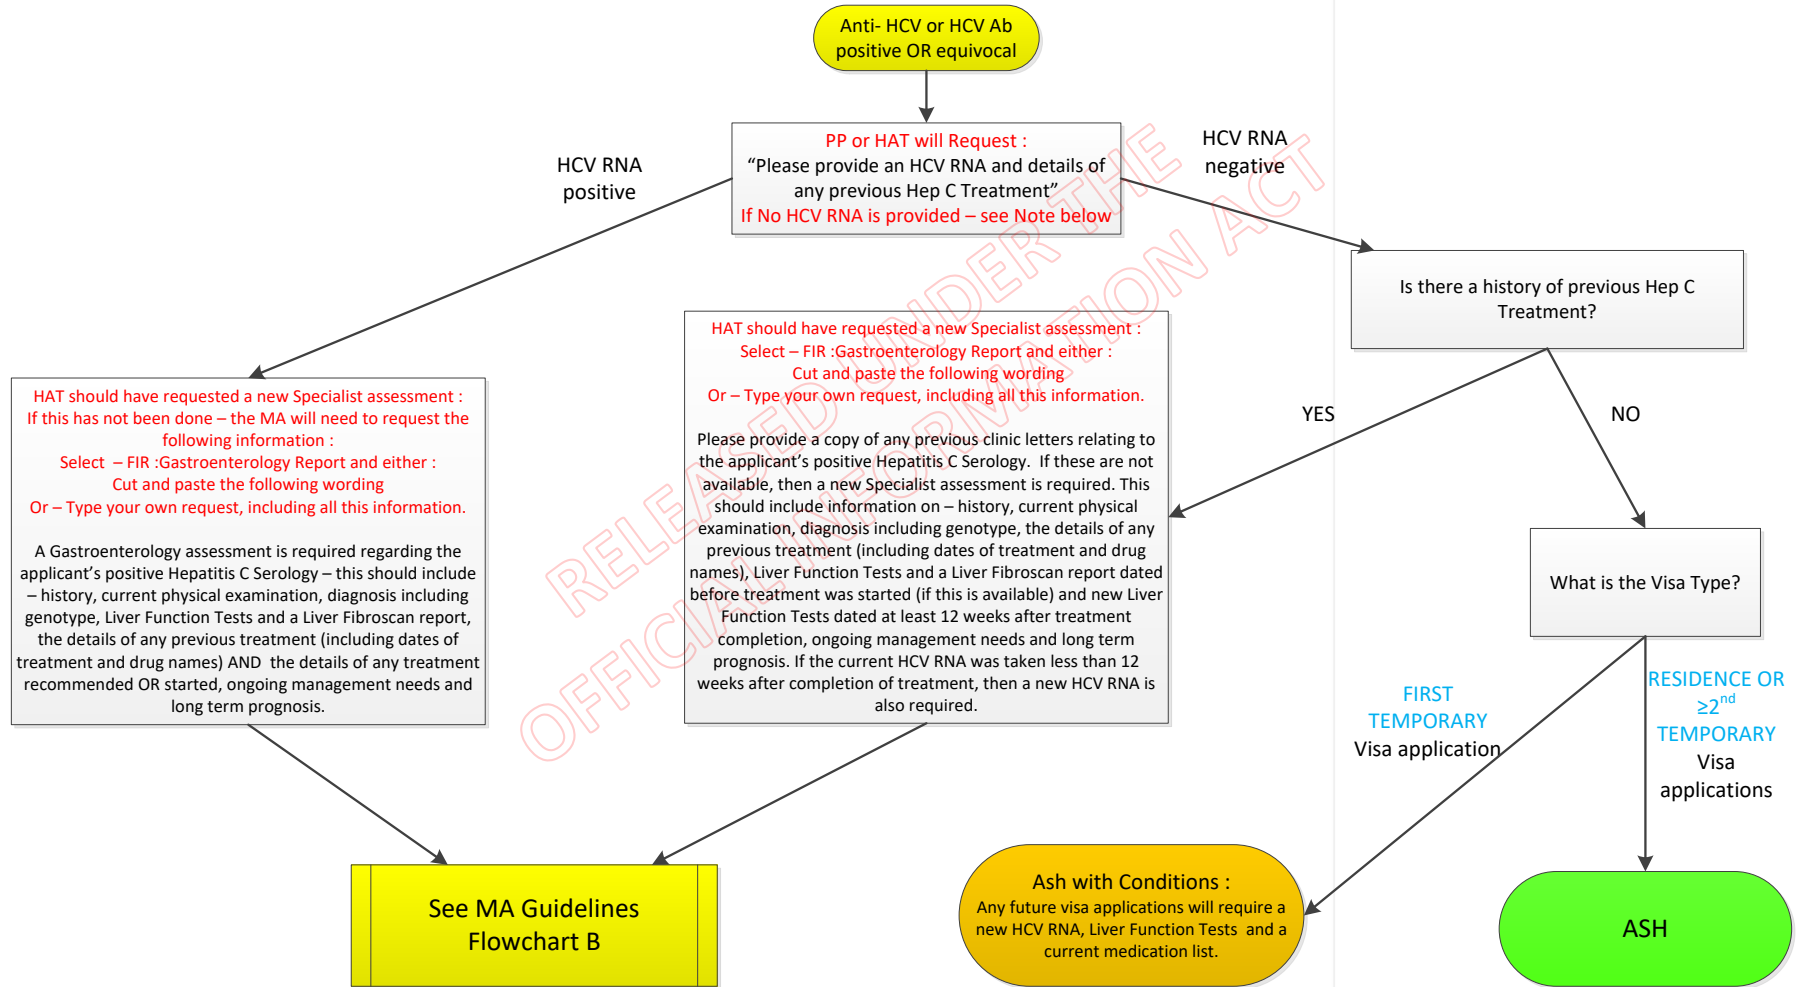 Anti- HCV or HCV Ab
positive OR equivocal
PP or HAT will Request :
“Please provide an HCV RNA and details of
any previous Hep C Treatment”
If No HCV RNA is provided – see Note below
HCV RNA
positive
HCV RNA
negative
Is there a history of previous Hep C
Treatment?
HAT should have requested a new Specialist assessment :
If this has not been done – the MA will need to request the
following information :
Select – FIR :Gastroenterology Report and either :
Cut and paste the following wording
Or – Type your own request, including all this information.
A Gastroenterology assessment is required regarding the
applicant’s positive Hepatitis C Serology – this should include
– history, current physical examination, diagnosis including
genotype, Liver Function Tests and a Liver Fibroscan report,
the details of any previous treatment (including dates of
treatment and drug names) AND the details of any treatment
recommended OR started, ongoing management needs and
long term prognosis.
HAT should have requested a new Specialist assessment :
Select – FIR :Gastroenterology Report and either :
Cut and paste the following wording
Or – Type your own request, including all this information.
Please provide a copy of any previous clinic letters relating to
the applicant’s positive Hepatitis C Serology. If these are not
available, then a new Specialist assessment is required. This
should include information on – history, current physical
examination, diagnosis including genotype, the details of any
previous treatment (including dates of treatment and drug
names), Liver Function Tests and a Liver Fibroscan report dated
before treatment was started (if this is available) and new Liver
Function Tests dated at least 12 weeks after treatment
completion, ongoing management needs and long term
prognosis. If the current HCV RNA was taken less than 12
weeks after completion of treatment, then a new HCV RNA is
also required.
YES
NO
What is the Visa Type?
FIRST
TEMPORARY
Visa application
RESIDENCE OR
≥2nd
TEMPORARY
Visa
applications
See MA Guidelines
Flowchart B
Ash with Conditions :
Any future visa applications will require a
new HCV RNA, Liver Function Tests and a
current medication list.
ASH
RELEASED UNDER THE
OFFICIAL INFORMATION ACT